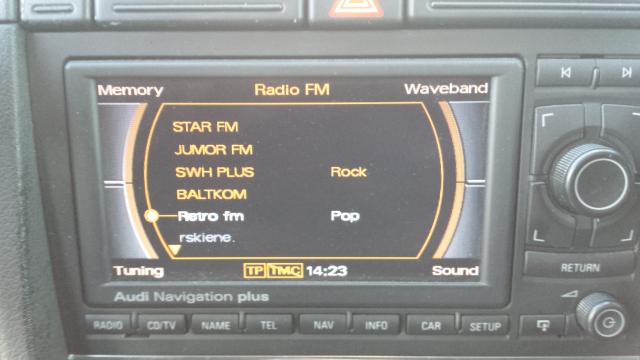 Memory Radio FM Waveband
STAR FM
JUMOR FM
SWH PLUS Rock
BALTKOM
Retro fm Pop
rskiene.
Tuning TP TMC 14:23 Sound
Audi Navigation plus
RETURN
RADIO CD/TV NAME TEL NAV INFO CAR SETUP